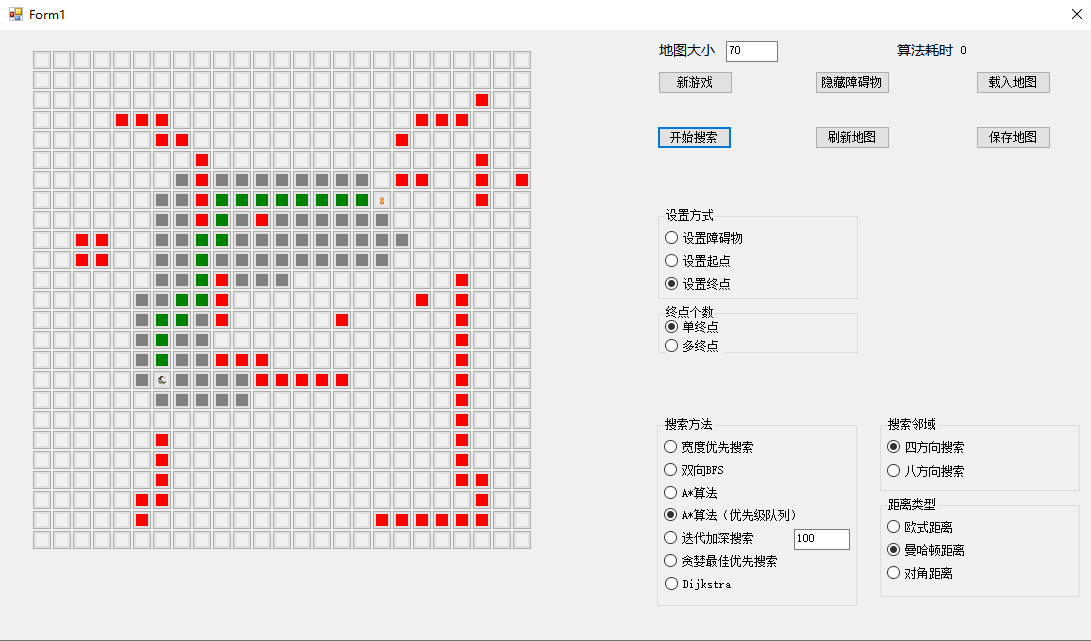 Form1
地图大小 70 算法耗时 0
新游戏 隐藏障碍物 载入地图
开始搜索 刷新地图 保存地图
设置方式
设置障碍物
设置起点
设置终点
终点个数
单终点
多终点
搜索方法
宽度优先搜索
双向BFS
A*算法
A*算法（优先级队列）
迭代加深搜索 100
贪婪最佳优先搜索
Dijkstra
搜索邻域
四方向搜索
八方向搜索
距离类型
欧式距离
曼哈顿距离
对角距离